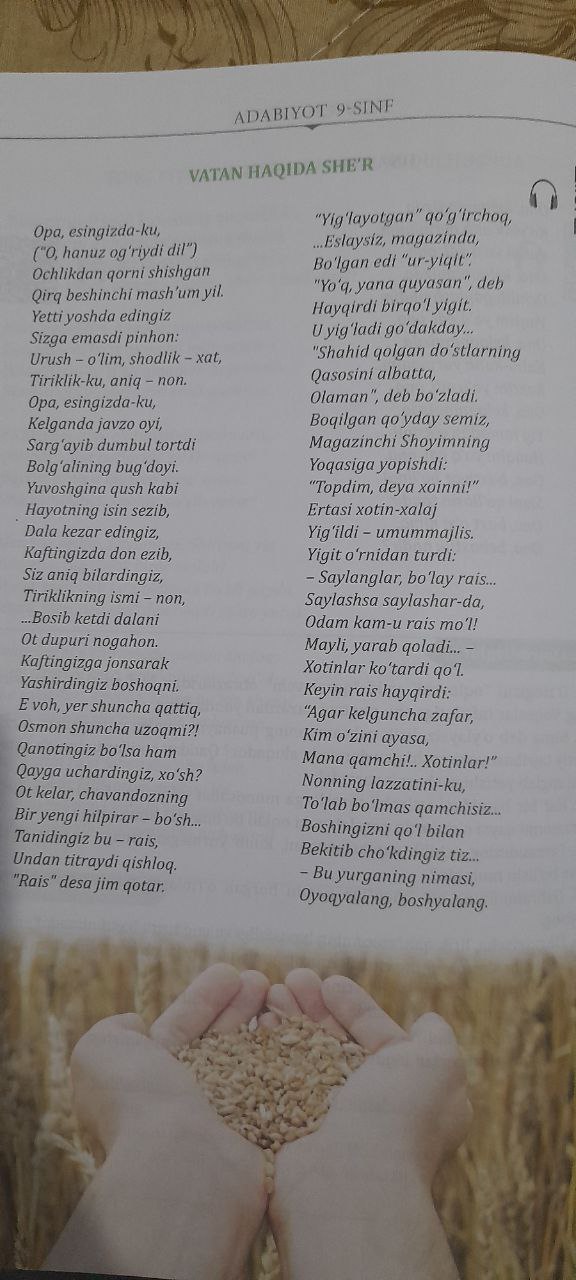 ADABIYOT 9-SINF
VATAN HAQIDA SHE’R
Opa, esingizda-ku,
("O, hanuz og‘riydi dil”)
Ochlikdan qorni shishgan
Qirq beshinchi mash’um yil.
Yetti yoshda edingiz
Sizga emasdi pinhon:
Urush – o‘lim, shodlik – xat,
Tiriklik-ku, aniq – non.
Opa, esingizda-ku,
Kelganda javzo oyi,
Sarg‘ayib dumbul tortdi
Bolg‘alining bug‘doyi.
Yuvoshgina qush kabi
Hayotning isin sezib,
Dala kezar edingiz,
Kaftingizda don ezib,
Siz aniq bilardingiz,
Tiriklikning ismi – non,
...Bosib ketdi dalani
Ot dupuri nogahon.
Kaftingizga jonsarak
Yashirdingiz boshoqni.
E voh, yer shuncha qattiq,
Osmon shuncha uzoqmi?!
Qanotingiz bo‘lsa ham
Qayga uchardingiz, xo‘sh?
Ot kelar, chavandozning
Bir yengi hilpirar – bo‘sh...
Tanidingiz bu – rais,
Undan titraydi qishloq.
"Rais" desa jim qotar.
“Yig‘layotgan” qo‘g‘irchoq,
...Eslaysiz, magazinda,
Bo‘lgan edi “ur-yiqit”.
"Yo‘q, yana quyasan", deb
Hayqirdi birqo‘l yigit.
U yig‘ladi go‘dakday...
"Shahid qolgan do‘stlarning
Qasosini albatta,
Olaman", deb bo‘zladi.
Boqilgan qo‘yday semiz,
Magazinchi Shoyimning
Yoqasiga yopishdi:
“Topdim, deya xoinni!”
Ertasi xotin-xalaj
Yig‘ildi – umummajlis.
Yigit o‘rnidan turdi:
– Saylanglar, bo‘lay rais...
Saylashsa saylashar-da,
Odam kam-u rais mo‘l!
Mayli, yarab qoladi... –
Xotinlar ko‘tardi qo‘l.
Keyin rais hayqirdi:
“Agar kelguncha zafar,
Kim o‘zini ayasa,
Mana qamchi!.. Xotinlar!”
Nonning lazzatini-ku,
To‘lab bo‘lmas qamchisiz...
Boshingizni qo‘l bilan
Bekitib cho‘kdingiz tiz...
– Bu yurganing nimasi,
Oyoqyalang, boshyalang.